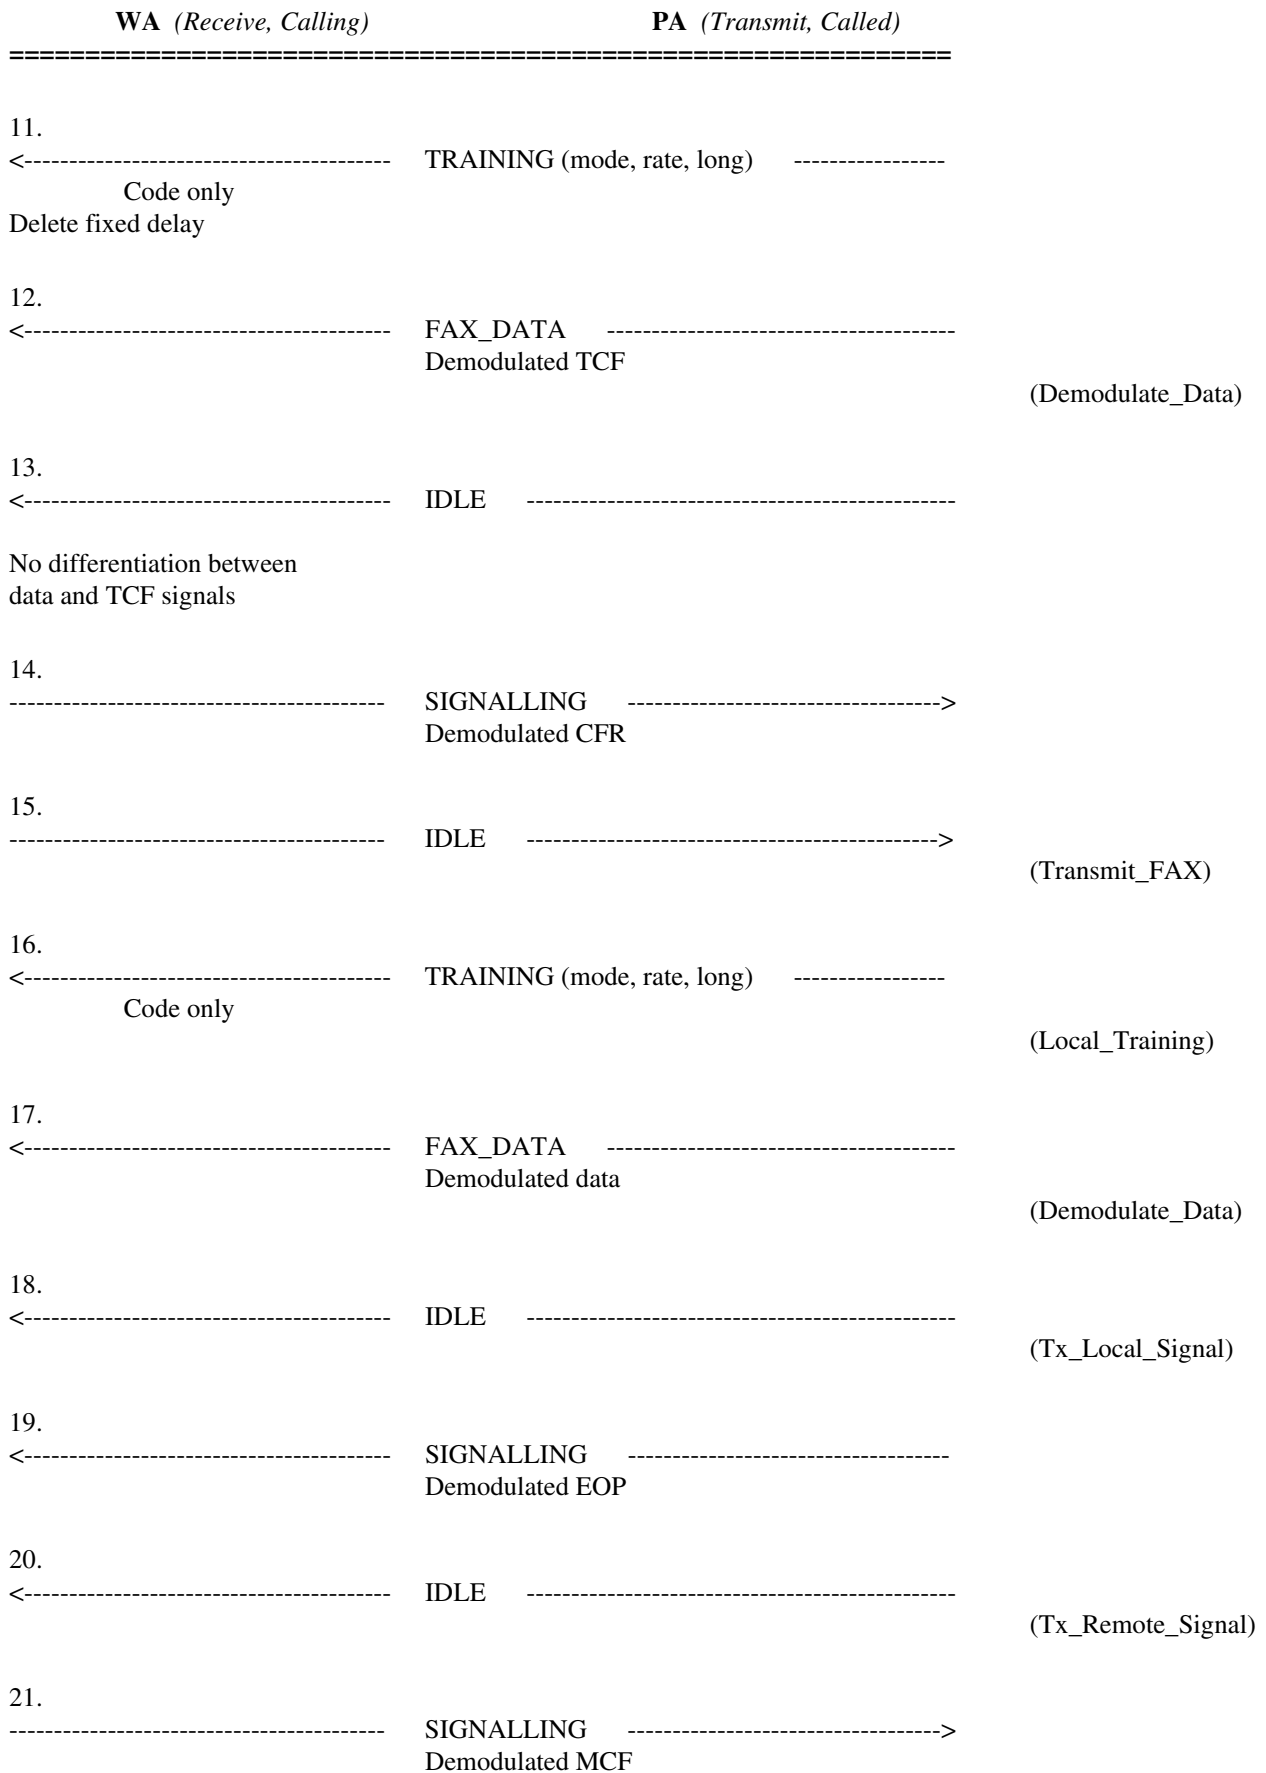 WA (Receive, Calling) PA (Transmit, Called)
==============================================================
11.
<----------------------------------------- TRAINING (mode, rate, long) -----------------
Code only
Delete fixed delay
12.
<----------------------------------------- FAX_DATA ---------------------------------------
Demodulated TCF
(Demodulate_Data)
13.
<----------------------------------------- IDLE ------------------------------------------------
No differentiation between
data and TCF signals
14.
------------------------------------------ SIGNALLING ----------------------------------->
Demodulated CFR
15.
------------------------------------------ IDLE ---------------------------------------------->
(Transmit_FAX)
16.
<----------------------------------------- TRAINING (mode, rate, long) -----------------
Code only
(Local_Training)
17.
<----------------------------------------- FAX_DATA ---------------------------------------
Demodulated data
(Demodulate_Data)
18.
<----------------------------------------- IDLE ------------------------------------------------
(Tx_Local_Signal)
19.
<----------------------------------------- SIGNALLING ------------------------------------
Demodulated EOP
20.
<----------------------------------------- IDLE ------------------------------------------------
(Tx_Remote_Signal)
21.
------------------------------------------ SIGNALLING ----------------------------------->
Demodulated MCF